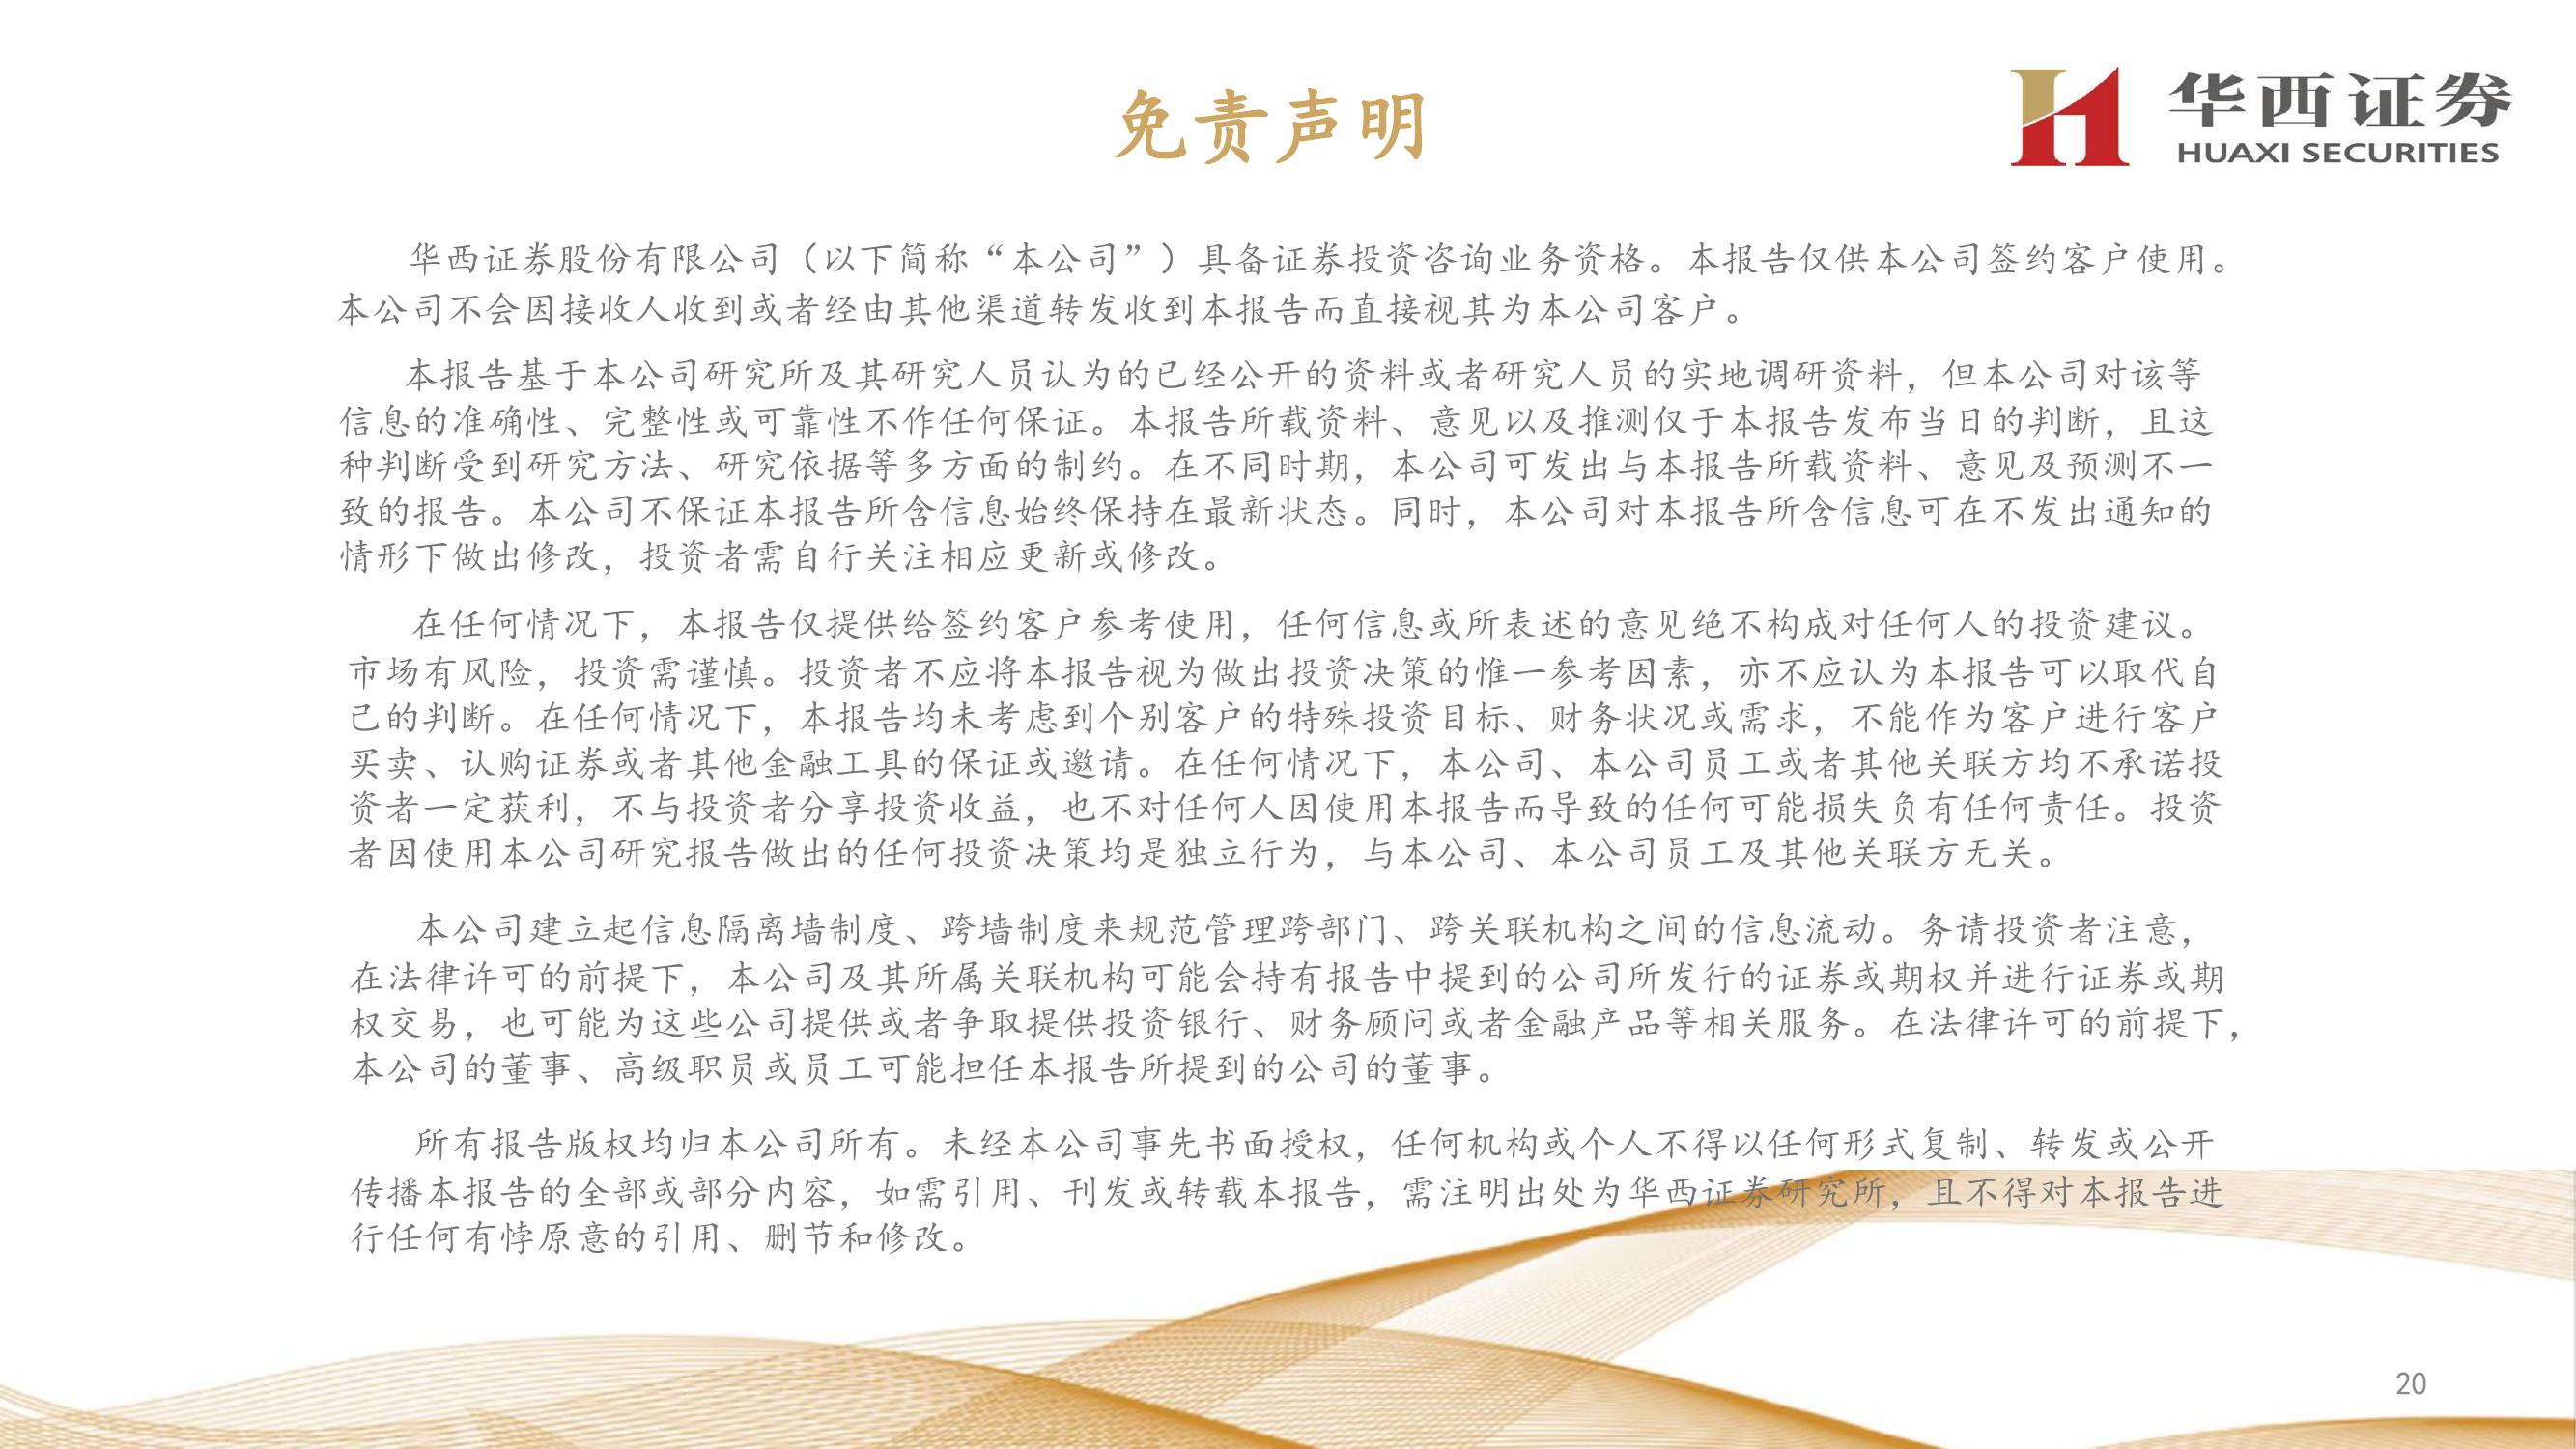 免责声明
华西证券
HUAXI SECURITIES
华西证券股份有限公司（以下简称“本公司”）具备证券投资咨询业务资格。本报告仅供本公司签约客户使用。
本公司不会因接收人收到或者经由其他渠道转发收到本报告而直接视其为本公司客户。
本报告基于本公司研究所及其研究人员认为的已经公开的资料或者研究人员的实地调研资料，但本公司对该等
信息的准确性、完整性或可靠性不作任何保证。本报告所载资料、意见以及推测仅于本报告发布当日的判断，且这
种判断受到研究方法、研究依据等多方面的制约。在不同时期，本公司可发出与本报告所载资料、意见及预测不一
致的报告。本公司不保证本报告所含信息始终保持在最新状态。同时，本公司对本报告所含信息可在不发出通知的
情形下做出修改，投资者需自行关注相应更新或修改。
在任何情况下，本报告仅提供给签约客户参考使用，任何信息或所表述的意见绝不构成对任何人的投资建议。
市场有风险，投资需谨慎。投资者不应将本报告视为做出投资决策的惟一参考因素，亦不应认为本报告可以取代自
己的判断。在任何情况下，本报告均未考虑到个别客户的特殊投资目标、财务状况或需求，不能作为客户进行客户
买卖、认购证券或者其他金融工具的保证或邀请。在任何情况下，本公司、本公司员工或者其他关联方均不承诺投
资者一定获利，不与投资者分享投资收益，也不对任何人因使用本报告而导致的任何可能损失负有任何责任。投资
者因使用本公司研究报告做出的任何投资决策均是独立行为，与本公司、本公司员工及其他关联方无关。
本公司建立起信息隔离墙制度、跨墙制度来规范管理跨部门、跨关联机构之间的信息流动。务请投资者注意，
在法律许可的前提下，本公司及其所属关联机构可能会持有报告中提到的公司所发行的证券或期权并进行证券或期
权交易，也可能为这些公司提供或者争取提供投资银行、财务顾问或者金融产品等相关服务。在法律许可的前提下，
本公司的董事、高级职员或员工可能担任本报告所提到的公司的董事。
所有报告版权均归本公司所有。未经本公司事先书面授权，任何机构或个人不得以任何形式复制、转发或公开
传播本报告的全部或部分内容，如需引用、刊发或转载本报告，需注明出处为华西证券研究所，且不得对本报告进
行任何有悖原意的引用、删节和修改。
20